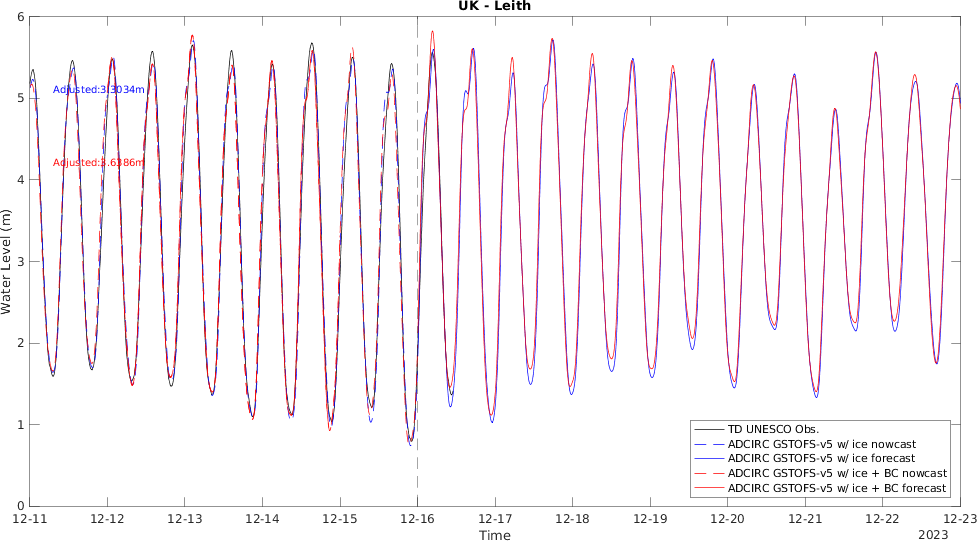 UK - Leith
6
5
4
3
2
1
0
Water Level (m)
Adjusted:3.3034m
Adjusted:3.6386m
TD UNESCO Obs.
ADCIRC GSTOFS-v5 w/ ice nowcast
ADCIRC GSTOFS-v5 w/ ice forecast
ADCIRC GSTOFS-v5 w/ ice + BC nowcast
ADCIRC GSTOFS-v5 w/ ice + BC forecast
12-11 12-12 12-13 12-14 12-15 12-16 12-17 12-18 12-19 12-20 12-21 12-22 12-23
Time
2023